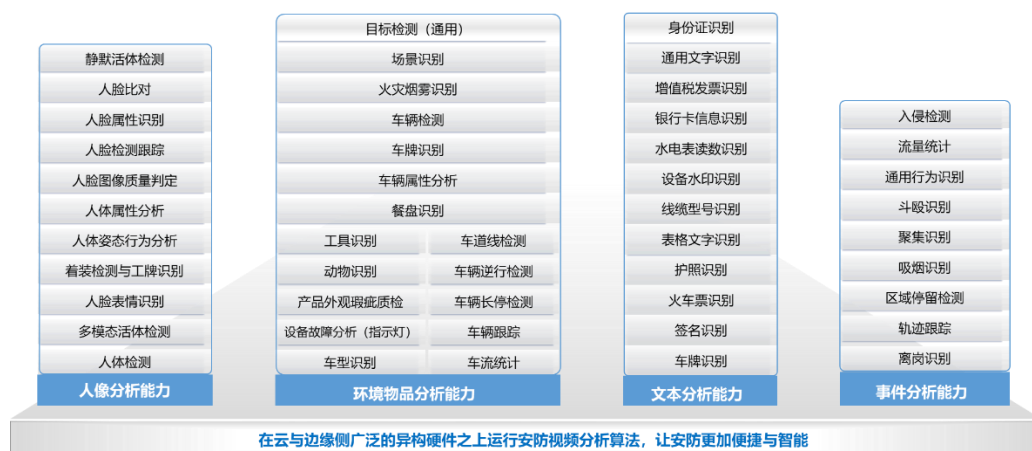 静默活体检测
人脸比对
人脸属性识别
人脸检测跟踪
人脸图像质量判定
人体属性分析
人体姿态行为分析
着装检测与工牌识别
人脸表情识别
多模态活体检测
人体检测
人像分析能力
目标检测（通用）
场景识别
火灾烟雾识别
车辆检测
车牌识别
车辆属性分析
餐盘识别
工具识别 车道线检测
动物识别 车辆逆行检测
产品外观瑕疵质检 车辆长停检测
设备故障分析（指示灯） 车辆跟踪
车型识别 车流统计
环境物品分析能力
身份证识别
通用文字识别
增值税发票识别
银行卡信息识别
水电表读数识别
设备水印识别
线缆型号识别
表格文字识别
护照识别
火车票识别
签名识别
车牌识别
文本分析能力
入侵检测
流量统计
通用行为识别
斗殴识别
聚集识别
吸烟识别
区域停留检测
轨迹跟踪
离岗识别
事件分析能力
在云与边缘侧广泛的异构硬件之上运行安防视频分析算法，让安防更加便捷与智能